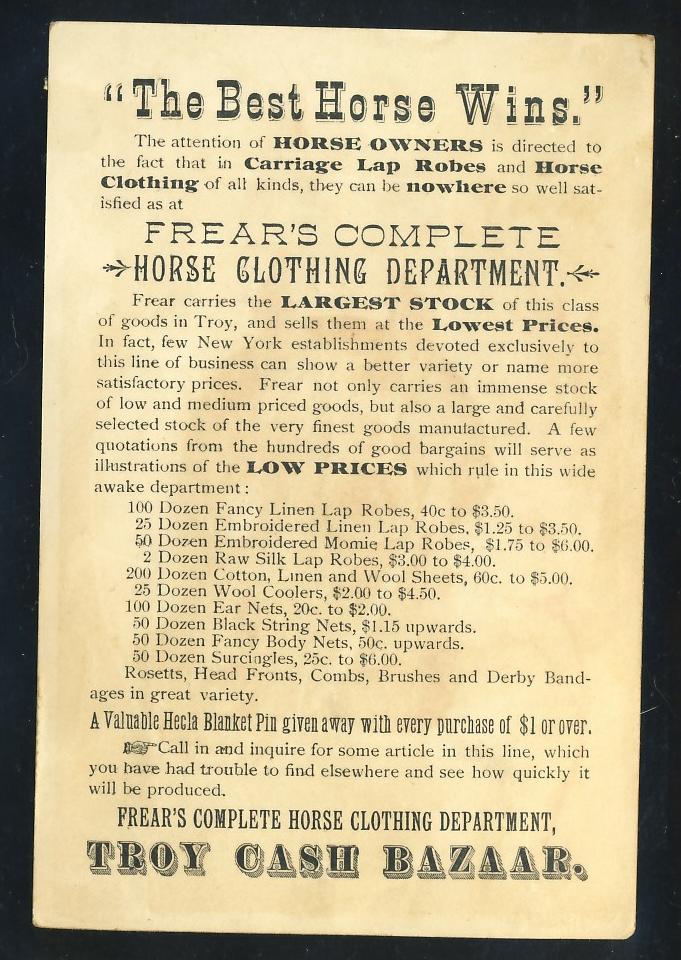 "The Best Horse Wins."
The attention of HORSE OWNERS is directed to
the fact that in Carriage Lap Robes and Horse
Clothing of all kinds, they can be nowhere so well sat-
isfied as at
FREAR'S COMPLETE
HORSE CLOTHING DEPARTMENT.
Frear carries the LARGEST STOCK of this class
of goods in Troy, and sells them at the Lowest Prices.
In fact, few New York establishments devoted exclusively to
this line of business can show a better variety or name more
satisfactory prices. Frear not only carries an immense stock
of low and medium priced goods, but also a large and carefully
selected stock of the very finest goods manufactured. A few
quotations from the hundreds of good bargains will serve as
illustrations of the LOW PRICES which rule in this wide
awake department:
100 Dozen Fancy Linen Lap Robes, 40c to $3.50.
25 Dozen Embroidered Linen Lap Robes, $1.25 to $3.50.
50 Dozen Embroidered Momie Lap Robes, $1.75 to $6.00.
2 Dozen Raw Silk Lap Robes, $3.00 to $4.00.
200 Dozen Cotton, Linen and Wool Sheets, 60c. to $5.00.
25 Dozen Wool Coolers, $2.00 to $4.50.
100 Dozen Ear Nets, 20c. to $2.00.
50 Dozen Black String Nets, $1.15 upwards.
50 Dozen Fancy Body Nets, 50c. upwards.
50 Dozen Surcingles, 25c. to $6.00.
Rosetts, Head Fronts, Combs, Brushes and Derby Band-
ages in great variety.
A Valuable Hecla Blanket Pin given away with every purchase of $1 or over.
Call in and inquire for some article in this line, which
you have had trouble to find elsewhere and see how quickly it
will be produced.
FREAR'S COMPLETE HORSE CLOTHING DEPARTMENT,
TROY CASH BAZAAR.